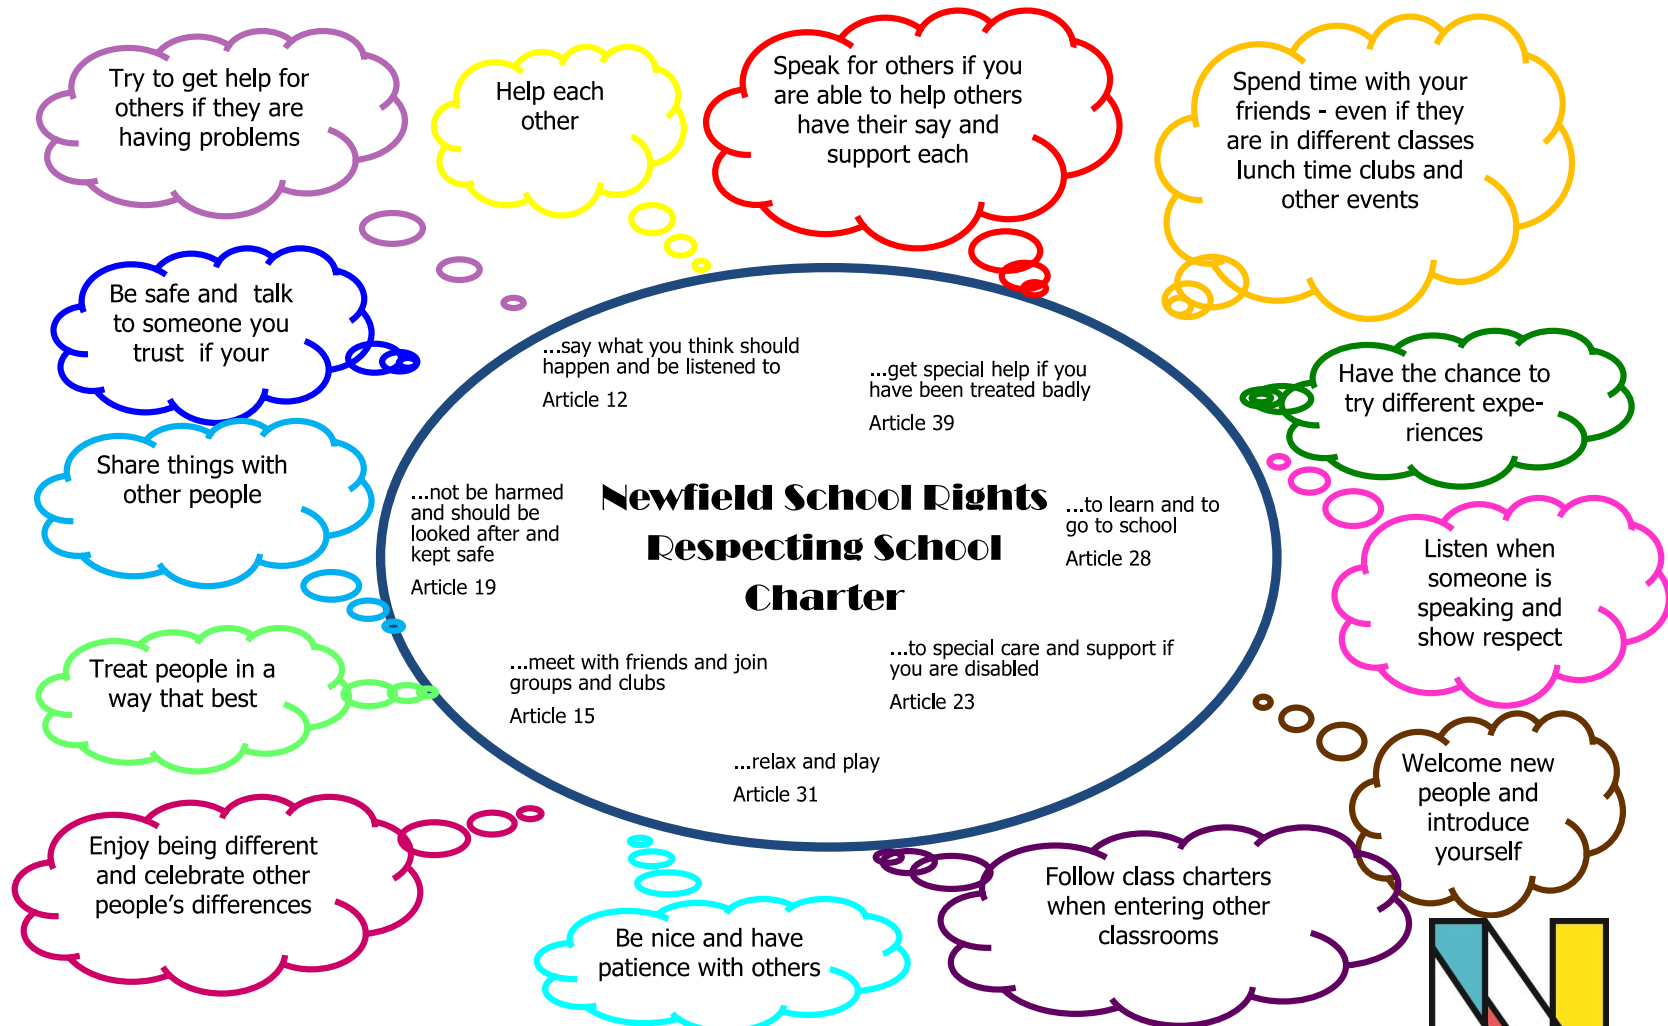 Try to get help for
others if they are
having problems
Help each
other
Speak for others if you
are able to help others
have their say and
support each
Spend time with your
friends - even if they
are in different classes
lunch time clubs and
other events
Be safe and  talk
to someone you
trust  if your
Have the chance to
try different expe-
riences
Share things with
other people
Listen when
someone is
speaking and
show respect
Treat people in a
way that best
Welcome new
people and
introduce
yourself
Enjoy being different
and celebrate other
people's differences
Be nice and have
patience with others
Follow class charters
when entering other
classrooms
...say what you think should
happen and be listened to
Article 12
...get special help if you
have been treated badly
Article 39
...not be harmed
and should be
looked after and
kept safe
Article 19
Newfield School Rights
Respecting School
Charter
...to learn and to
go to school
Article 28
...meet with friends and join
groups and clubs
Article 15
...to special care and support if
you are disabled
Article 23
...relax and play
Article 31